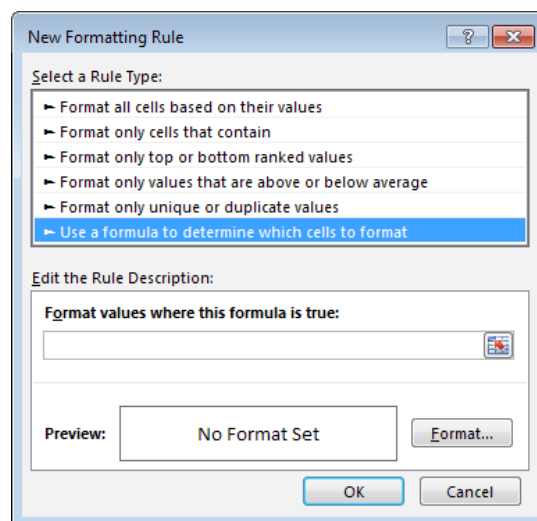 New Formatting Rule
?
Select a Rule Type:
► Format all cells based on their values
► Format only cells that contain
► Format only top or bottom ranked values
► Format only values that are above or below average
► Format only unique or duplicate values
► Use a formula to determine which cells to format
Edit the Rule Description:
Format values where this formula is true:
Preview:
No Format Set
Format...
OK
Cancel